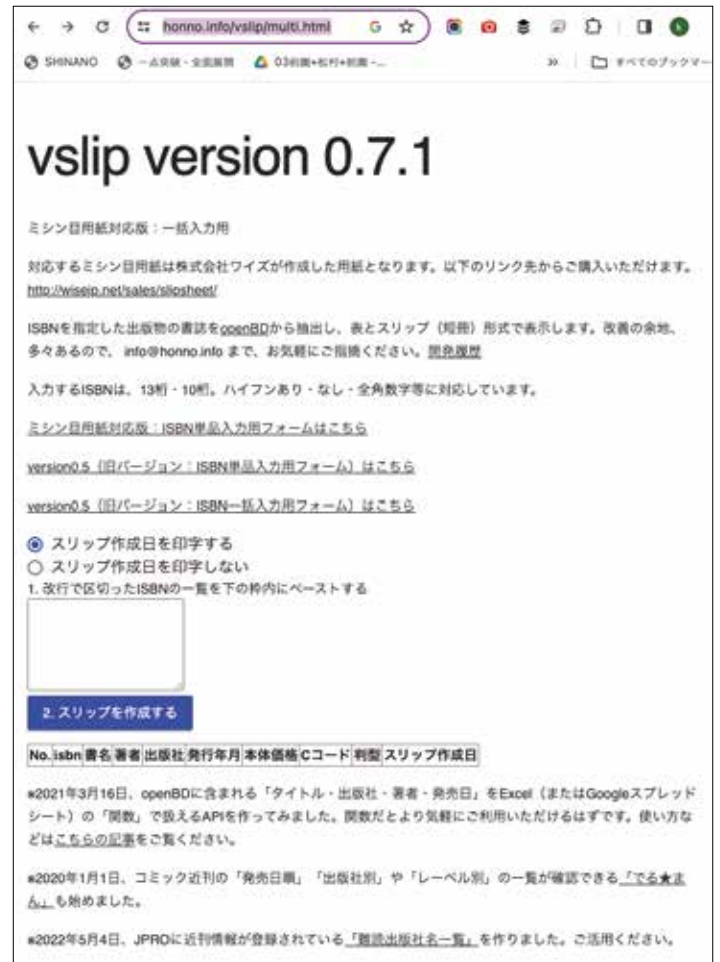 honno.info/vslip/multi.html
SHINANO 一点突破・全面展開 すべてのブックマー
vslip version 0.7.1
ミシン目用紙対応版：一括入力用
対応するミシン目用紙は株式会社ワイズが作成した用紙となります。以下のリンク先からご購入いただけます。
http://wisejp.net/sales/slipsheet/
ISBNを指定した出版物の書誌をopenBDから抽出し、表とスリップ（短冊）形式で表示します。改善の余地、
多々あるので、 info@honno.info まで、お気軽にご指摘ください。開発履歴
入力するISBNは、13桁・10桁。ハイフンあり・なし・全角数字等に対応しています。
ミシン目用紙対応版：ISBN単品入力用フォームはこちら
version0.5（旧バージョン：ISBN単品入力用フォーム）はこちら
version0.5（旧バージョン：ISBN一括入力用フォーム）はこちら
スリップ作成日を印字する
スリップ作成日を印字しない
1. 改行で区切ったISBNの一覧を下の枠内にペーストする
2. スリップを作成する
No. isbn 書名 著者 出版社 発行年月 本体価格 Cコード 判型 スリップ作成日
※2021年3月16日、openBDに含まれる「タイトル・出版社・著者・発売日」をExcel（またはGoogleスプレッド
シート）の「関数」で扱えるAPIを作ってみました。関数だとより気軽にご利用いただけるはずです。使い方な
どはこちらの記事をご覧ください。
※2020年1月1日、コミック近刊の「発売日順」「出版社別」や「レーベル別」の一覧が確認できる「でる★ま
ん」も始めました。
※2022年5月4日、JPROに近刊情報が登録されている「難読出版社名一覧」を作りました。ご活用ください。